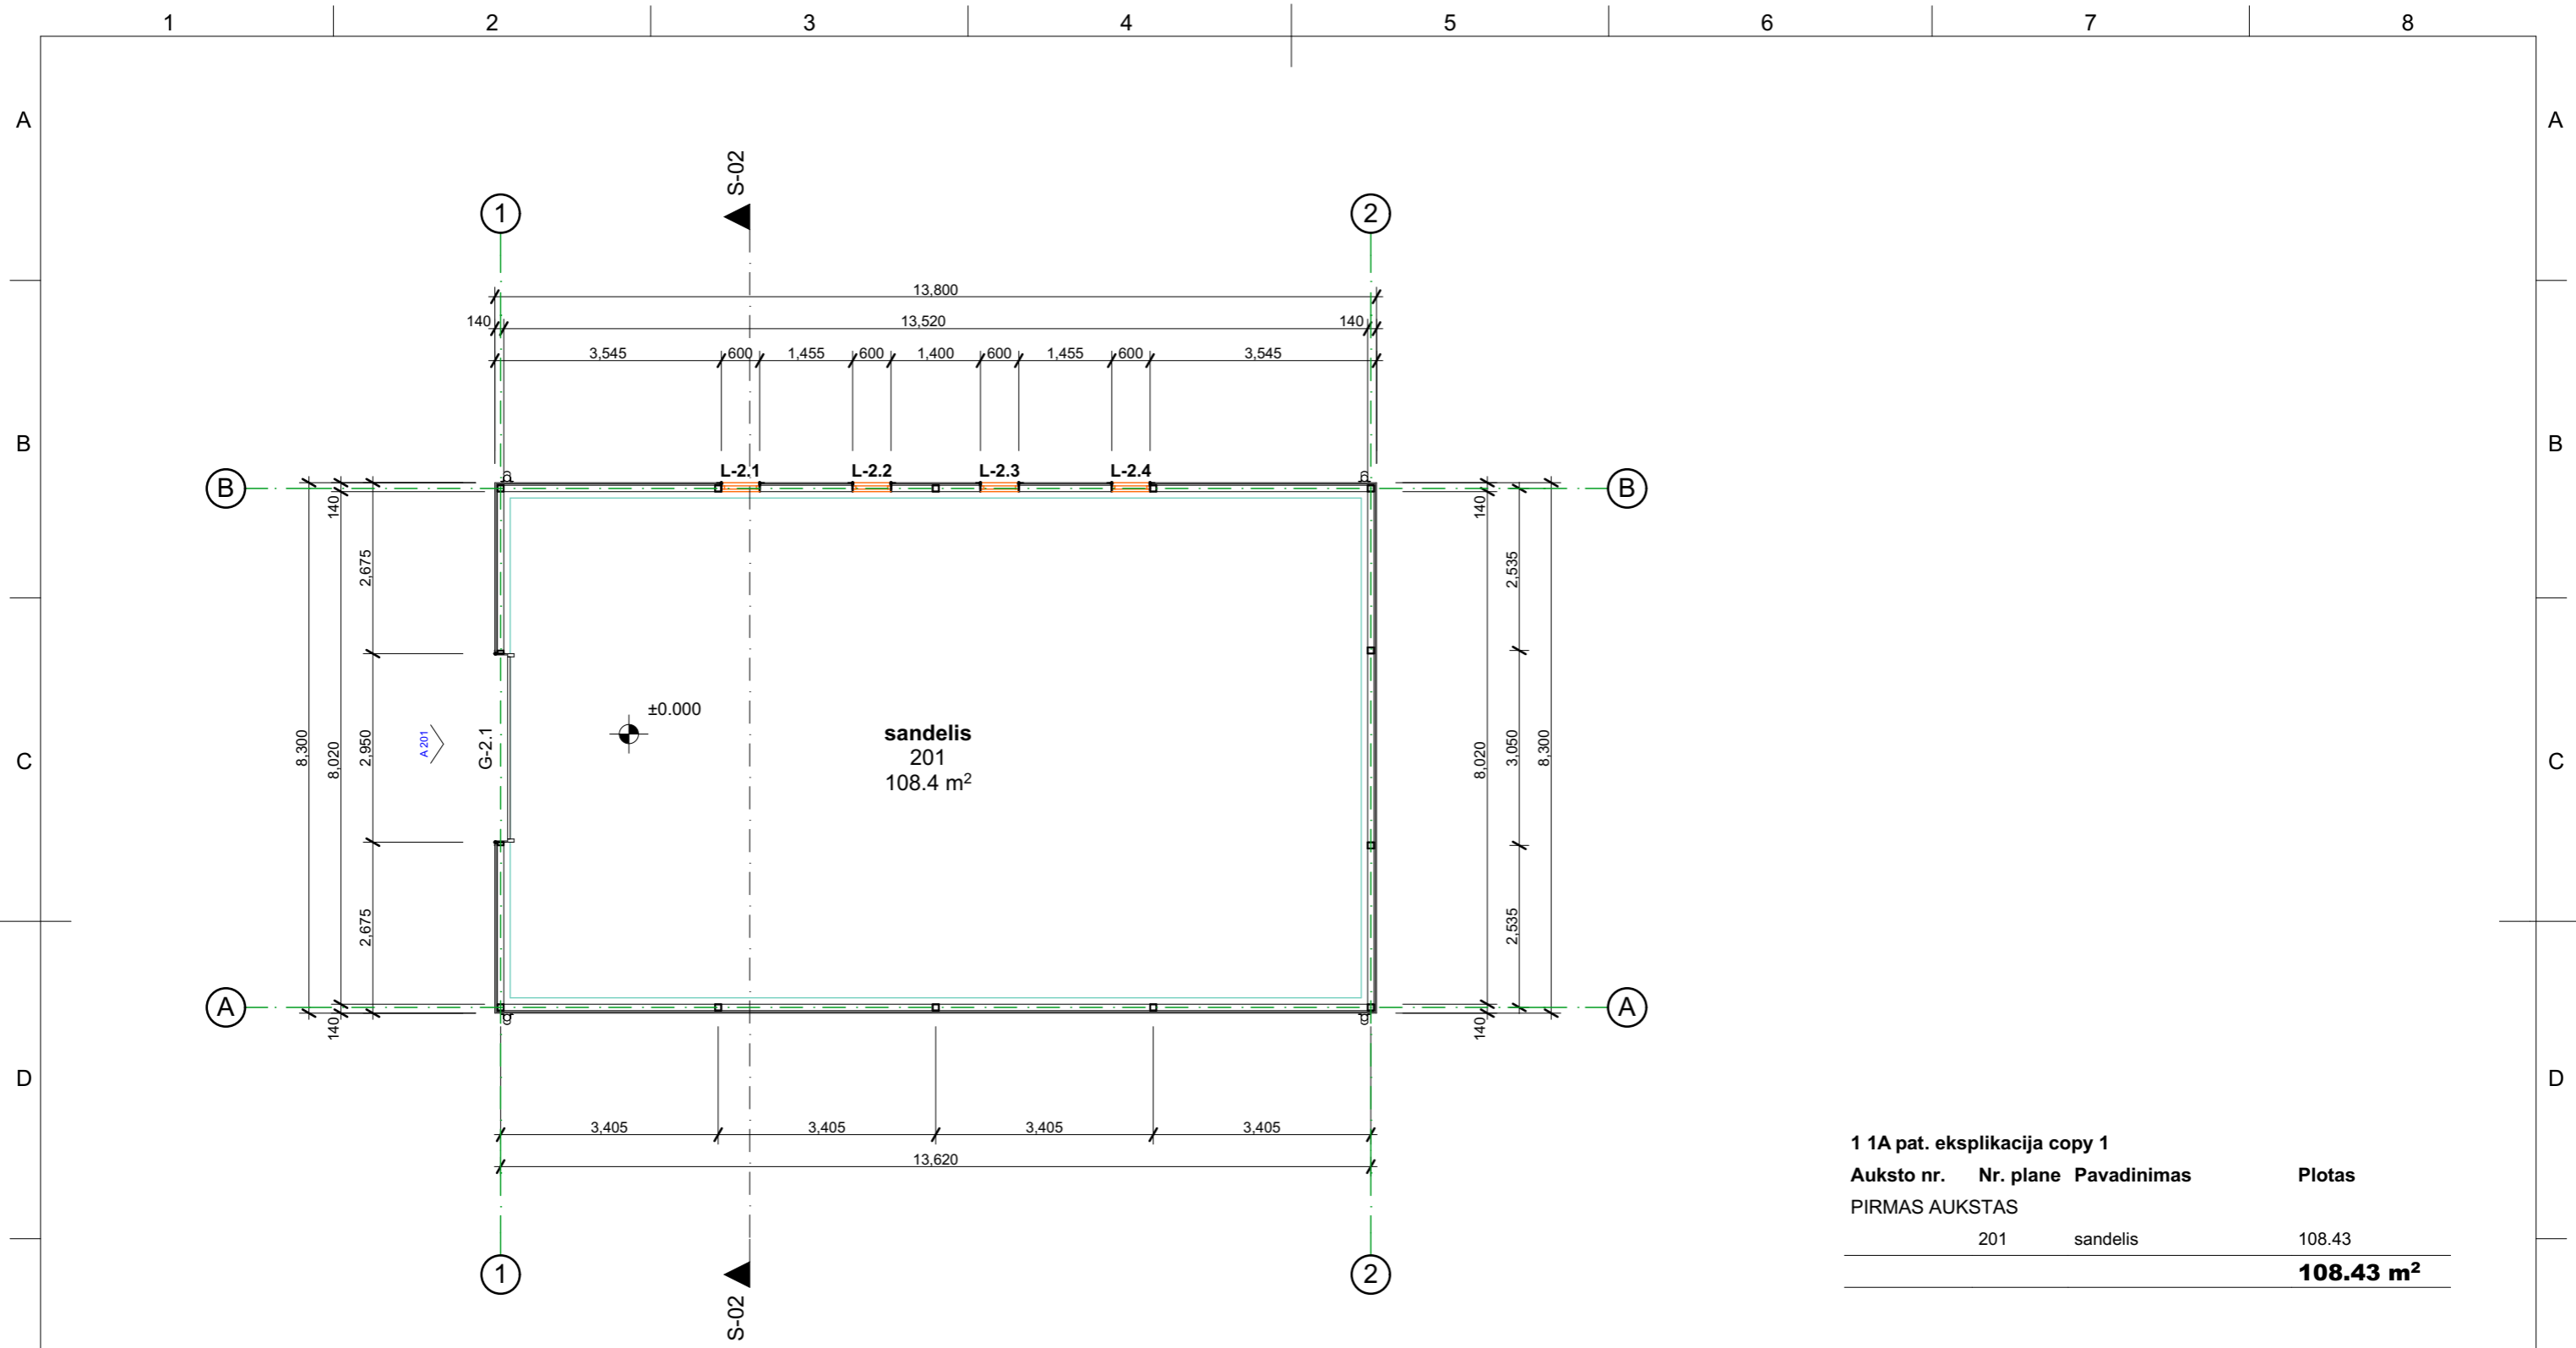 1 2 3 4 5 6 7 8
A A
S-02
1 2
13,800
140 13,520 140
3,545 600 1,455 600 1,400 600 1,455 600 3,545
B B
L-2.1 L-2.2 L-2.3 L-2.4
B B
140 140
2,675 2,535
±0.000
sandelis
201
108.4 m²
8,300 8,020 2,950 A 201 G-2.1 8,020 3,050 8,300
C C
2,675 2,535
A A
140 140
D D
3,405 3,405 3,405 3,405
13,620
1 2
S-02
1 1A pat. eksplikacija copy 1
Auksto nr. Nr. plane Pavadinimas Plotas
PIRMAS AUKSTAS
201 sandelis 108.43
108.43 m²